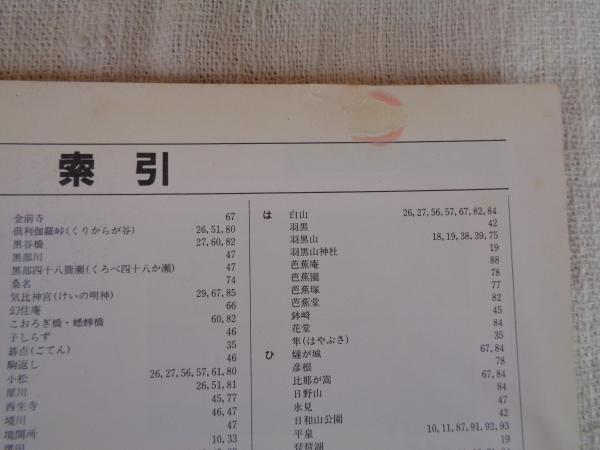 索引
金前寺 67
倶利伽羅峠(くりからが谷) 26,51,80
黒谷橋 27,60,82
黒部川 47
黒部四十八箇瀬(くろべ四十八か瀬) 47
桑名 74
気比神宮(けいの明神) 29,67,85
幻住庵 66
こおろぎ橋・蟋蟀橋 60,82
子しらず 46
碁点(ごてん) 35
駒返し 46
小松 26,27,56,57,61,80
犀川 26,51,81
西生寺 45,77
境川 46,47
境関所 47
10,33
は 白山 26,27,56,57,67,82,84
羽黒 42
羽黒山 18,19,38,39,75
羽黒山神社 19
芭蕉庵 88
芭蕉園 78
芭蕉塚 77
芭蕉堂 82
鉢崎 45
花堂 84
隼(はやぶさ) 35
ひ 燧が城 67,84
彦根 78
比那が嵩 67,84
日野山 84
氷見 47
日和山公園 42
平泉 10,11,87,91,92,93
琵琶湖 19